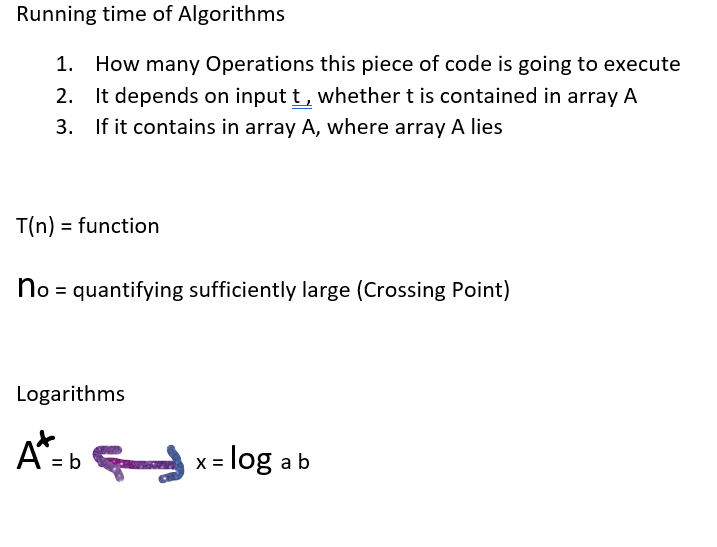 Running time of Algorithms
1. How many Operations this piece of code is going to execute
2. It depends on input t , whether t is contained in array A
3. If it contains in array A, where array A lies
T(n) = function
no = quantifying sufficiently large (Crossing Point)
Logarithms
A^x = b ⟷ x = log a b